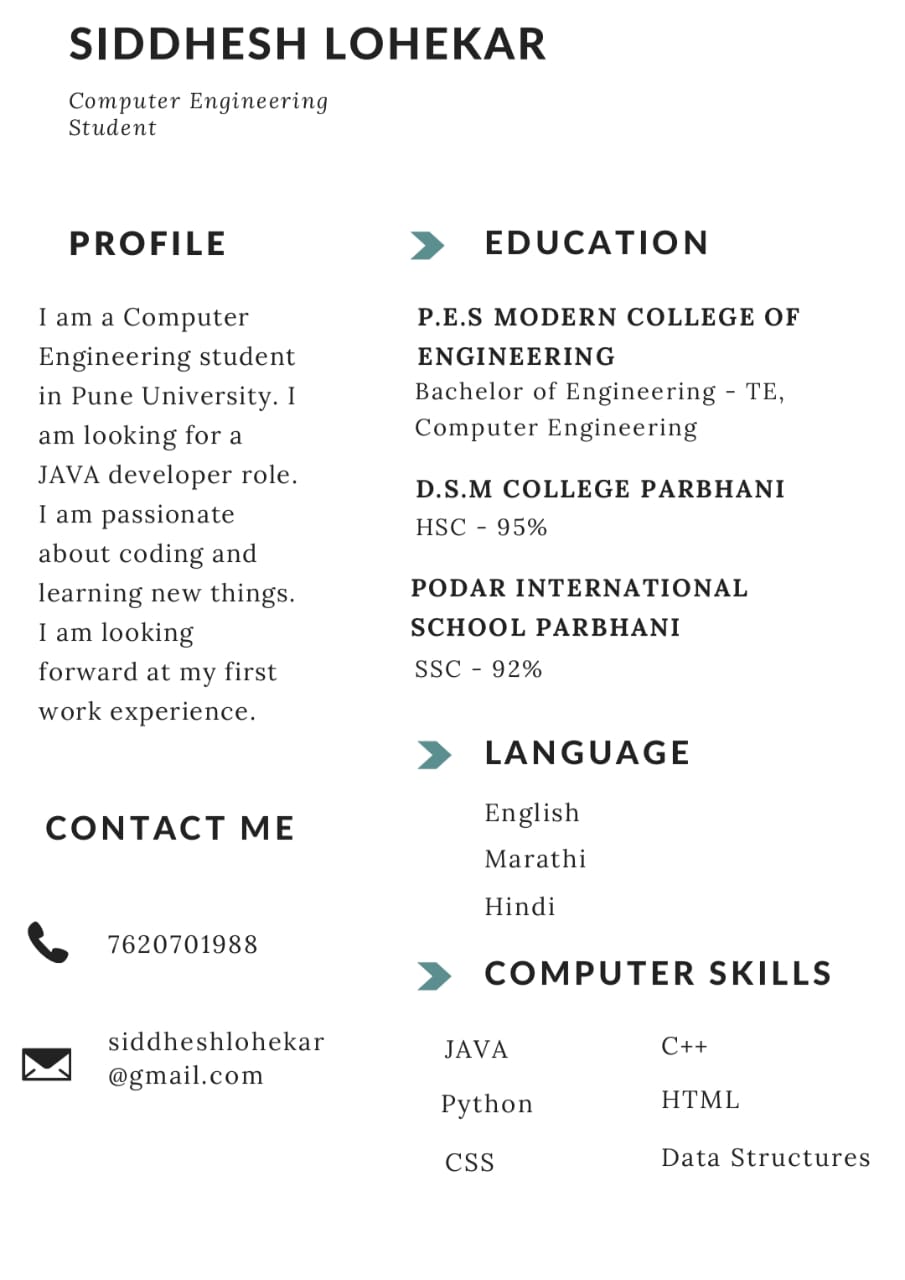 SIDDHESH LOHEKAR
Computer Engineering
Student
PROFILE
I am a Computer
Engineering student
in Pune University. I
am looking for a
JAVA developer role.
I am passionate
about coding and
learning new things.
I am looking
forward at my first
work experience.
CONTACT ME
7620701988
siddheshlohekar
@gmail.com
EDUCATION
P.E.S MODERN COLLEGE OF
ENGINEERING
Bachelor of Engineering - TE,
Computer Engineering
D.S.M COLLEGE PARBHANI
HSC - 95%
PODAR INTERNATIONAL
SCHOOL PARBHANI
SSC - 92%
LANGUAGE
English
Marathi
Hindi
COMPUTER SKILLS
JAVA
C++
Python
HTML
CSS
Data Structures